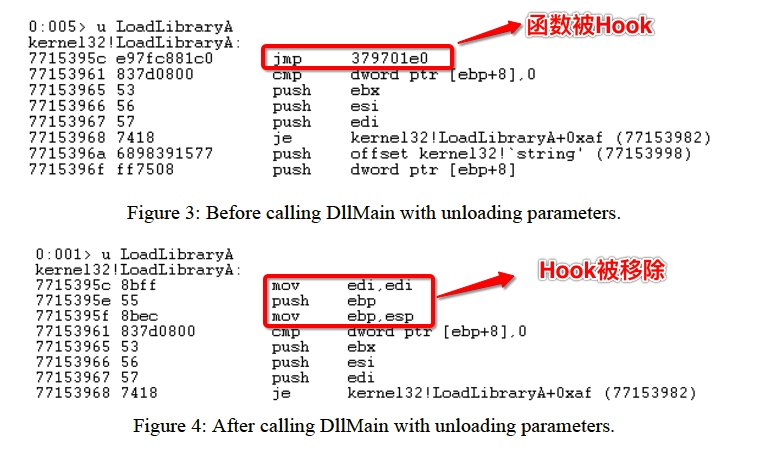 0:005> u LoadLibraryA
函数被Hook
kernel32!LoadLibraryA:
7715395c e97fc881c0 jmp 379701e0
77153961 837d0800 cmp dword ptr [ebp+8],0
77153965 53 push ebx
77153966 56 push esi
77153967 57 push edi
77153968 7418 je kernel32!LoadLibraryA+0xaf (77153982)
7715396a 6898391577 push offset kernel32!`string' (77153998)
7715396f ff7508 push dword ptr [ebp+8]
Figure 3: Before calling DllMain with unloading parameters.
0:001> u LoadLibraryA
Hook被移除
kernel32!LoadLibraryA:
7715395c 8bff mov edi,edi
7715395e 55 push ebp
7715395f 8bec mov ebp,esp
77153961 837d0800 cmp dword ptr [ebp+8],0
77153965 53 push ebx
77153966 56 push esi
77153967 57 push edi
77153968 7418 je kernel32!LoadLibraryA+0xaf (77153982)
Figure 4: After calling DllMain with unloading parameters.